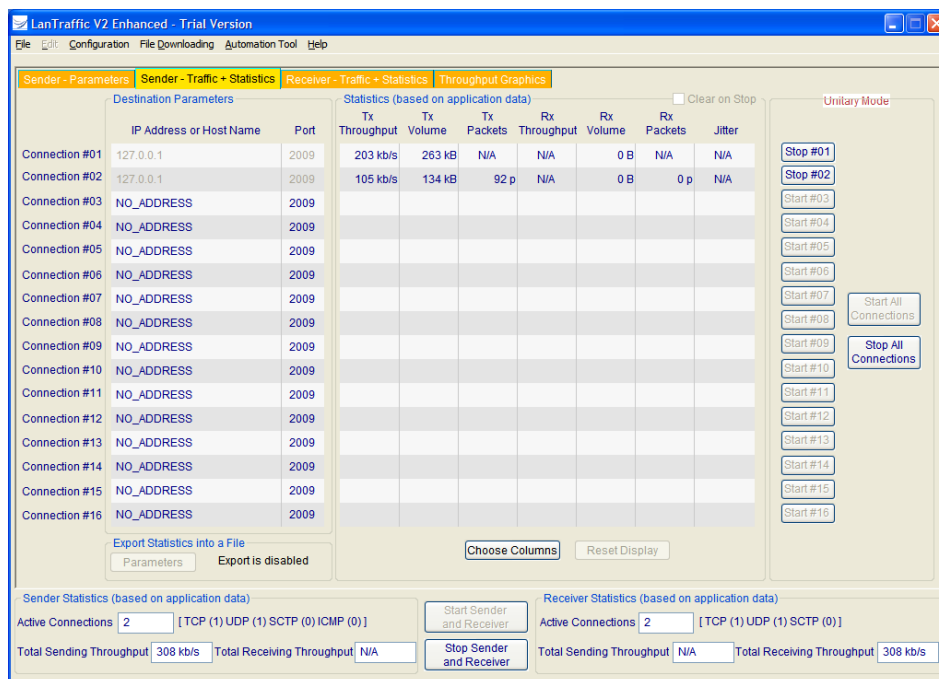 LanTraffic V2 Enhanced - Trial Version
File Edit Configuration File Downloading Automation Tool Help
Sender - Parameters Sender - Traffic + Statistics Receiver - Traffic + Statistics Throughput Graphics
Destination Parameters Statistics (based on application data) Clear on Stop Unitary Mode
Tx Tx Tx Rx Rx Rx
IP Address or Host Name Port Throughput Volume Packets Throughput Volume Packets Jitter
Connection #01 127.0.0.1 2009 203 kb/s 263 kB N/A N/A 0 B N/A N/A Stop #01
Connection #02 127.0.0.1 2009 105 kb/s 134 kB 92 p N/A 0 B 0 p N/A Stop #02
Connection #03 NO_ADDRESS 2009 Start #03
Connection #04 NO_ADDRESS 2009 Start #04
Connection #05 NO_ADDRESS 2009 Start #05
Connection #06 NO_ADDRESS 2009 Start #06
Connection #07 NO_ADDRESS 2009 Start #07
Connection #08 NO_ADDRESS 2009 Start #08
Connection #09 NO_ADDRESS 2009 Start #09
Connection #10 NO_ADDRESS 2009 Start #10
Connection #11 NO_ADDRESS 2009 Start #11
Connection #12 NO_ADDRESS 2009 Start #12
Connection #13 NO_ADDRESS 2009 Start #13
Connection #14 NO_ADDRESS 2009 Start #14
Connection #15 NO_ADDRESS 2009 Start #15
Connection #16 NO_ADDRESS 2009 Start #16
Start All
Connections
Stop All
Connections
Export Statistics into a File
Parameters Export is disabled
Choose Columns Reset Display
Sender Statistics (based on application data)
Active Connections 2 [ TCP (1) UDP (1) SCTP (0) ICMP (0) ]
Total Sending Throughput 308 kb/s Total Receiving Throughput N/A
Start Sender
and Receiver
Stop Sender
and Receiver
Receiver Statistics (based on application data)
Active Connections 2 [ TCP (1) UDP (1) SCTP (0) ]
Total Sending Throughput N/A Total Receiving Throughput 308 kb/s